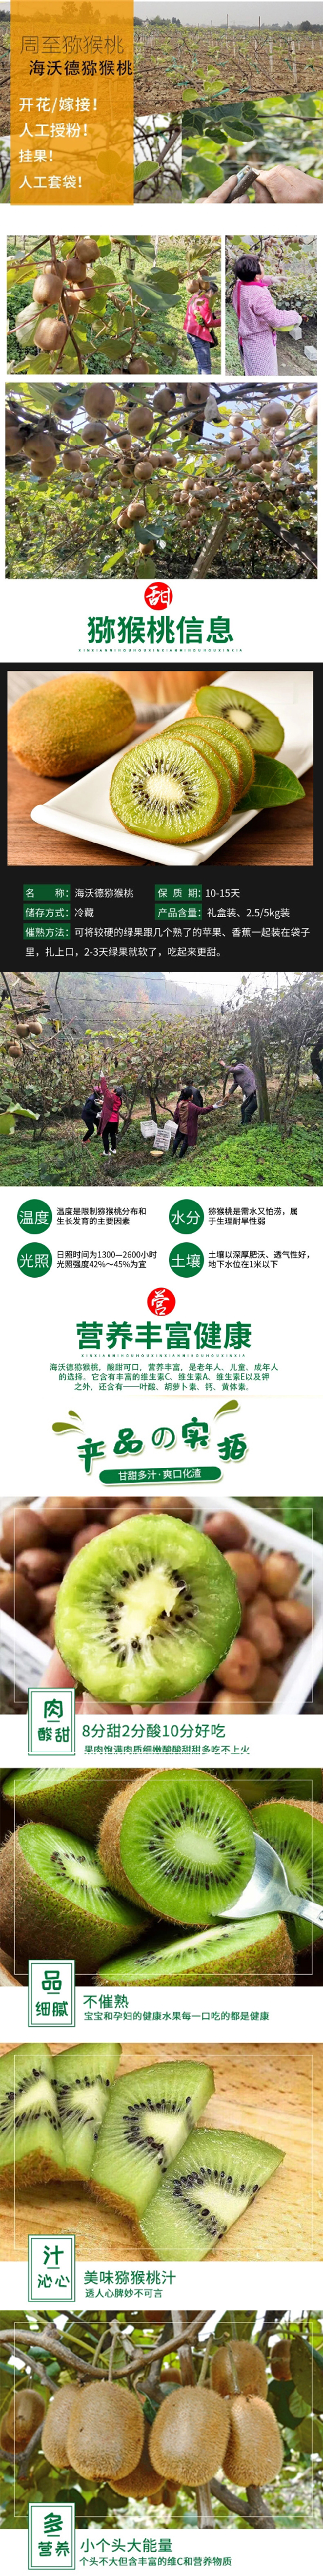 周至猕猴桃
海沃德猕猴桃
开花/嫁接!
人工授粉!
挂果!
人工套袋!
甜
猕猴桃信息
名 称: 海沃德猕猴桃 保 质 期: 10-15天
储存方式: 冷藏 产品含量: 礼盒装、2.5/5kg装
催熟方法: 可将较硬的绿果跟几个熟了的苹果、香蕉一起装在袋子
里，扎上口，2-3天绿果就软了，吃起来更甜。
温度
温度是限制猕猴桃分布和
生长发育的主要因素
水分
猕猴桃是需水又怕涝，属
于生理耐旱性弱
光照
日照时间为1300—2600小时
光照强度42%～45%为宜
土壤
土壤以深厚肥沃、透气性好，
地下水位在1米以下
营
营养丰富健康
海沃德猕猴桃，酸甜可口，营养丰富，是老年人、儿童、成年人
的选择。它含有丰富的维生素C、维生素A、维生素E以及钾
之外，还含有——叶酸、胡萝卜素、钙、黄体素。
产品の实拍
甘甜多汁·爽口化渣
肉
酸甜
8分甜2分酸10分好吃
果肉饱满肉质细嫩酸酸甜甜多吃不上火
品
细腻
不催熟
宝宝和孕妇的健康水果每一口吃的都是健康
汁
沁心
美味猕猴桃汁
透人心脾妙不可言
多
营养
小个头大能量
个头不大但含丰富的维C和营养物质